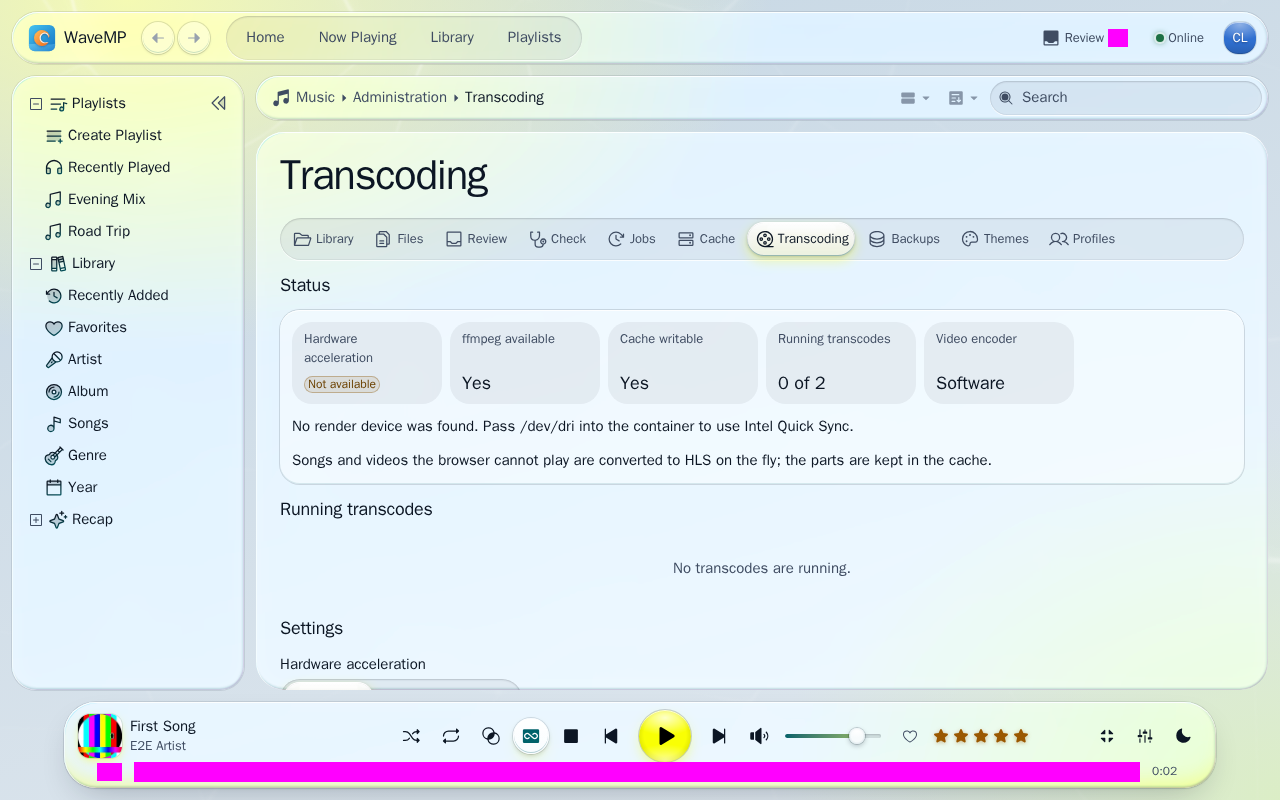 WaveMP
Home
Now Playing
Library
Playlists
Review
Online
CL
Playlists
Create Playlist
Recently Played
Evening Mix
Road Trip
Library
Recently Added
Favorites
Artist
Album
Songs
Genre
Year
Recap
Music
Administration
Transcoding
Search
Transcoding
Library
Files
Review
Check
Jobs
Cache
Transcoding
Backups
Themes
Profiles
Status
Hardware
acceleration
Not available
ffmpeg available
Yes
Cache writable
Yes
Running transcodes
0 of 2
Video encoder
Software
No render device was found. Pass /dev/dri into the container to use Intel Quick Sync.
Songs and videos the browser cannot play are converted to HLS on the fly; the parts are kept in the cache.
Running transcodes
No transcodes are running.
Settings
Hardware acceleration
First Song
E2E Artist
0:02